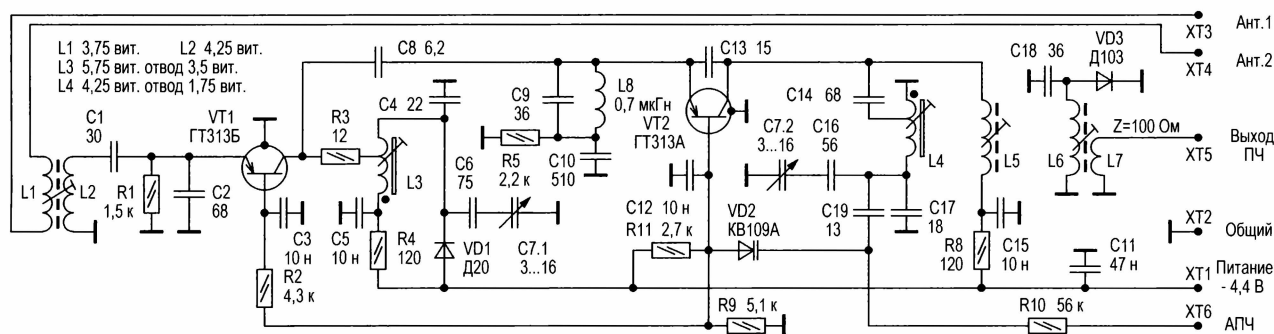 L1 3,75 вит. L2 4,25 вит.
L3 5,75 вит. отвод 3,5 вит.
L4 4,25 вит. отвод 1,75 вит.
C8 6,2
C13 15
C18 36
VD3
Д103
XT3
Ант.1
XT4
Ант.2
C1
30
VT1
ГТ313Б
R3
12
C4 22
C9
36
L8
0,7 мкГн
VT2
ГТ313А
C14 68
C7.2
3...16
C16
56
L1
L2
R1
1,5 к
C2
68
L3
C6
75
R5
2,2 к
C10
510
L4
L5
L6
L7
Z=100 Ом
XT5
Выход
ПЧ
C3
10 н
R2
4,3 к
C5
10 н
R4
120
VD1
Д20
C7.1
3...16
C12 10 н
R11 2,7 к
VD2
КВ109А
C19
13
C17
18
R8
120
C15
10 н
C11
47 н
XT2
Общий
XT1
Питание
- 4,4 В
R9 5,1 к
R10 56 к
XT6
АПЧ